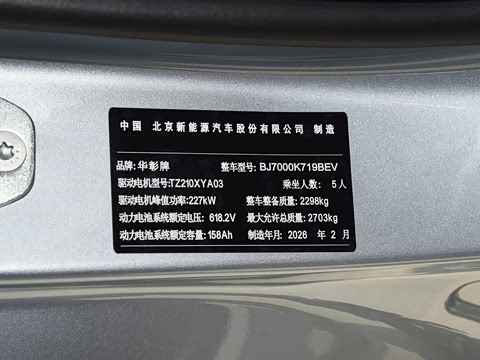 中国 北京新能源汽车股份有限公司 制造
品牌: 华彰牌 整车型号: BJ7000K719BEV
驱动电机型号: TZ210XYA03 乘坐人数: 5人
驱动电机峰值功率: 227kW 整车整备质量: 2298kg
动力电池系统额定电压: 618.2V 最大允许总质量: 2703kg
动力电池系统额定容量: 158Ah 制造年月: 2026 年 2 月